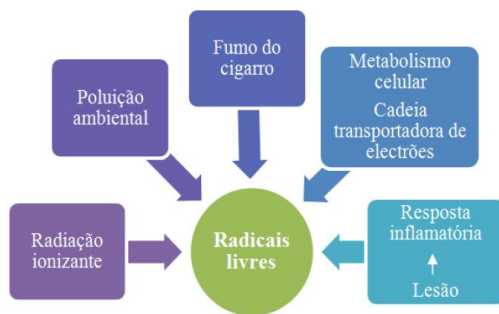 Fumo do
cigarro
Metabolismo
celular
Cadeia
transportadora de
electrões
Poluição
ambiental
Radiação
ionizante
Radicais
livres
Resposta
inflamatória
Lesão